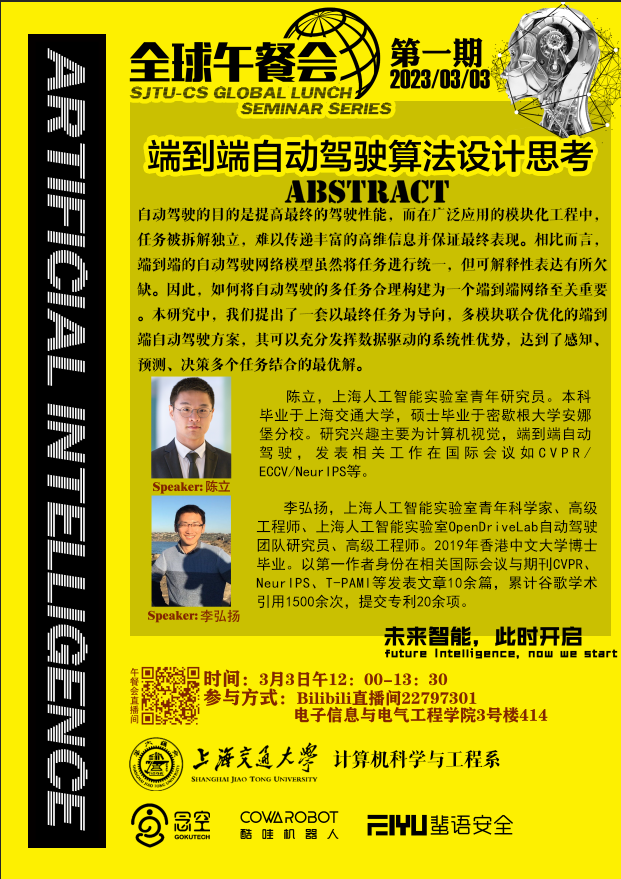 ARTIFICIAL INTELLIGENCE
全球午餐会
第一期
2023/03/03
SJTU-CS GLOBAL LUNCH
SEMINAR SERIES
端到端自动驾驶算法设计思考
ABSTRACT
自动驾驶的目的是提高最终的驾驶性能，而在广泛应用的模块化工程中，
任务被拆解独立，难以传递丰富的高维信息并保证最终表现。相比而言，
端到端的自动驾驶网络模型虽然将任务进行统一，但可解释性表达有所欠
缺。因此，如何将自动驾驶的多任务合理构建为一个端到端网络至关重要
。本研究中，我们提出了一套以最终任务为导向，多模块联合优化的端到
端自动驾驶方案，其可以充分发挥数据驱动的系统性优势，达到了感知、
预测、决策多个任务结合的最优解。
陈立，上海人工智能实验室青年研究员。本科
毕业于上海交通大学，硕士毕业于密歇根大学安娜
堡分校。研究兴趣主要为计算机视觉，端到端自动
驾驶，发表相关工作在国际会议如CVPR/
ECCV/NeurIPS等。
Speaker: 陈立
李弘扬，上海人工智能实验室青年科学家、高级
工程师、上海人工智能实验室OpenDriveLab自动驾驶
团队研究员、高级工程师。2019年香港中文大学博士
毕业。以第一作者身份在相关国际会议与期刊CVPR、
NeurIPS、T-PAMI等发表文章10余篇，累计谷歌学术
引用1500余次，提交专利20余项。
Speaker: 李弘扬
未来智能，此时开启
future Intelligence, now we start
午餐会直播间
时间：3月3日午12：00-13：30
参与方式：Bilibili直播间22797301
电子信息与电气工程学院3号楼414
上海交通大学
SHANGHAI JIAO TONG UNIVERSITY
计算机科学与工程系
念空
GOKUTECH
COWAROBOT
酷哇机器人
FEIYU蜚语安全